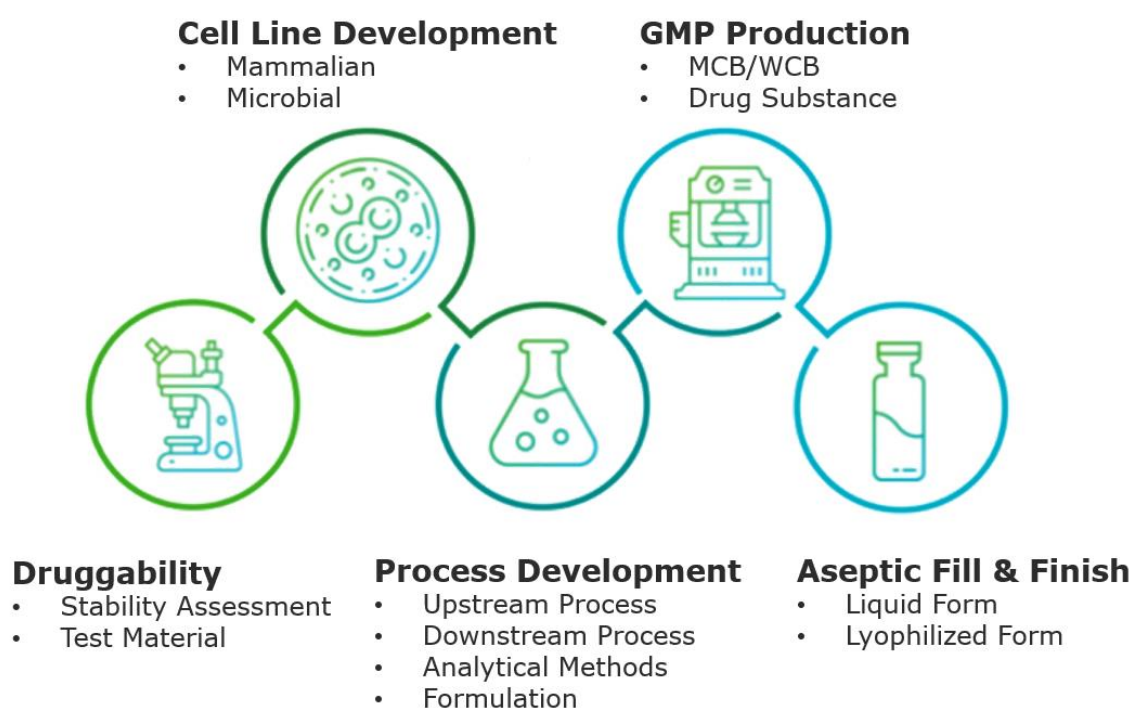 Cell Line Development
• Mammalian
• Microbial
GMP Production
• MCB/WCB
• Drug Substance
Druggability
• Stability Assessment
• Test Material
Process Development
• Upstream Process
• Downstream Process
• Analytical Methods
• Formulation
Aseptic Fill & Finish
• Liquid Form
• Lyophilized Form